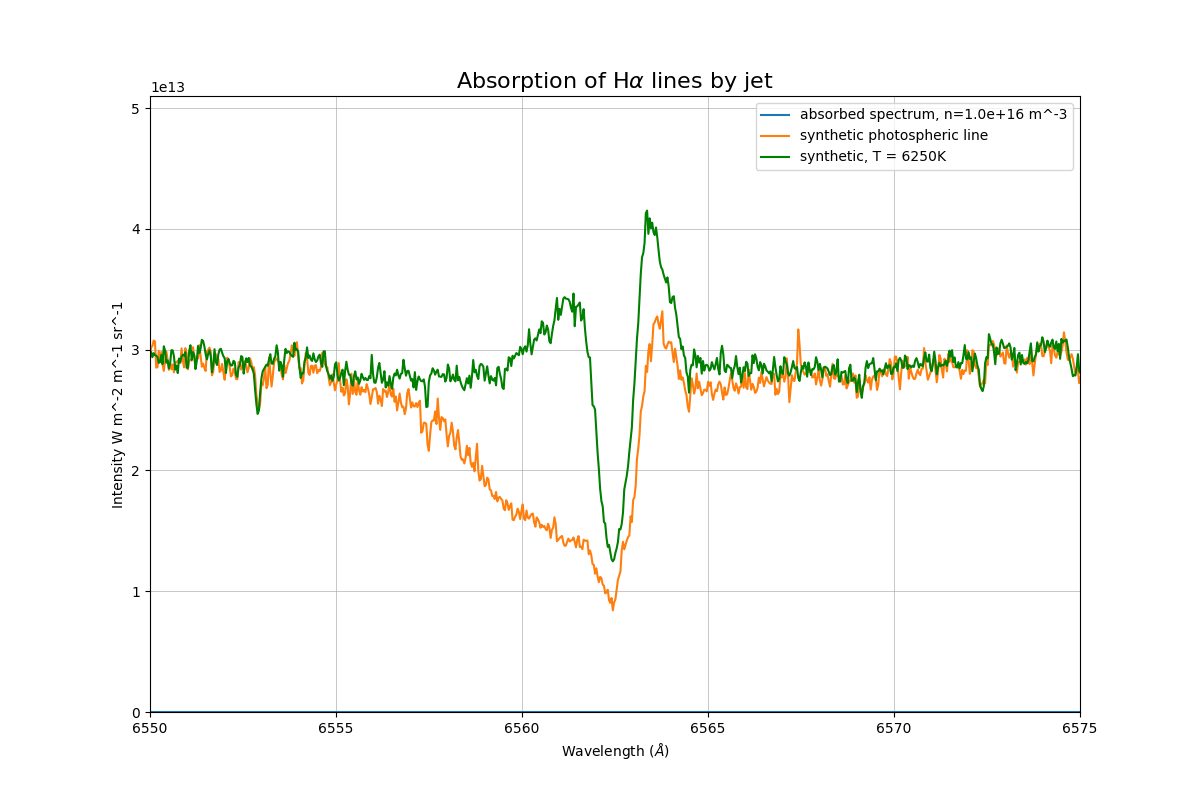 Absorption of Hα lines by jet
1e13
absorbed spectrum, n=1.0e+16 m^-3
synthetic photospheric line
synthetic, T = 6250K
5
4
3
2
1
0
Intensity W m^-2 m^-1 sr^-1
6550 6555 6560 6565 6570 6575
Wavelength (Å)